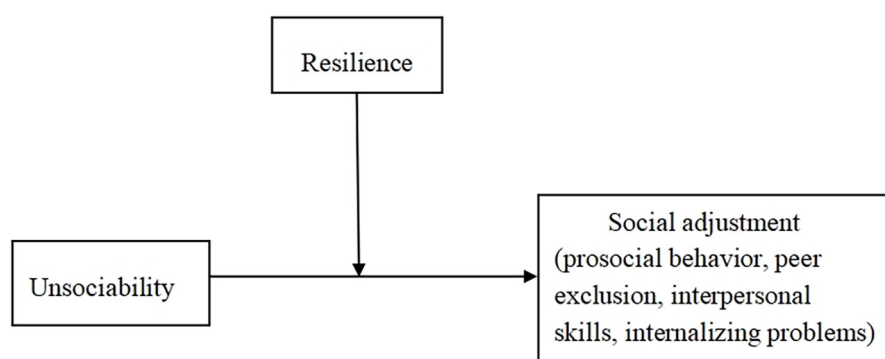 Resilience
Unsociability
Social adjustment
(prosocial behavior, peer
exclusion, interpersonal
skills, internalizing problems)